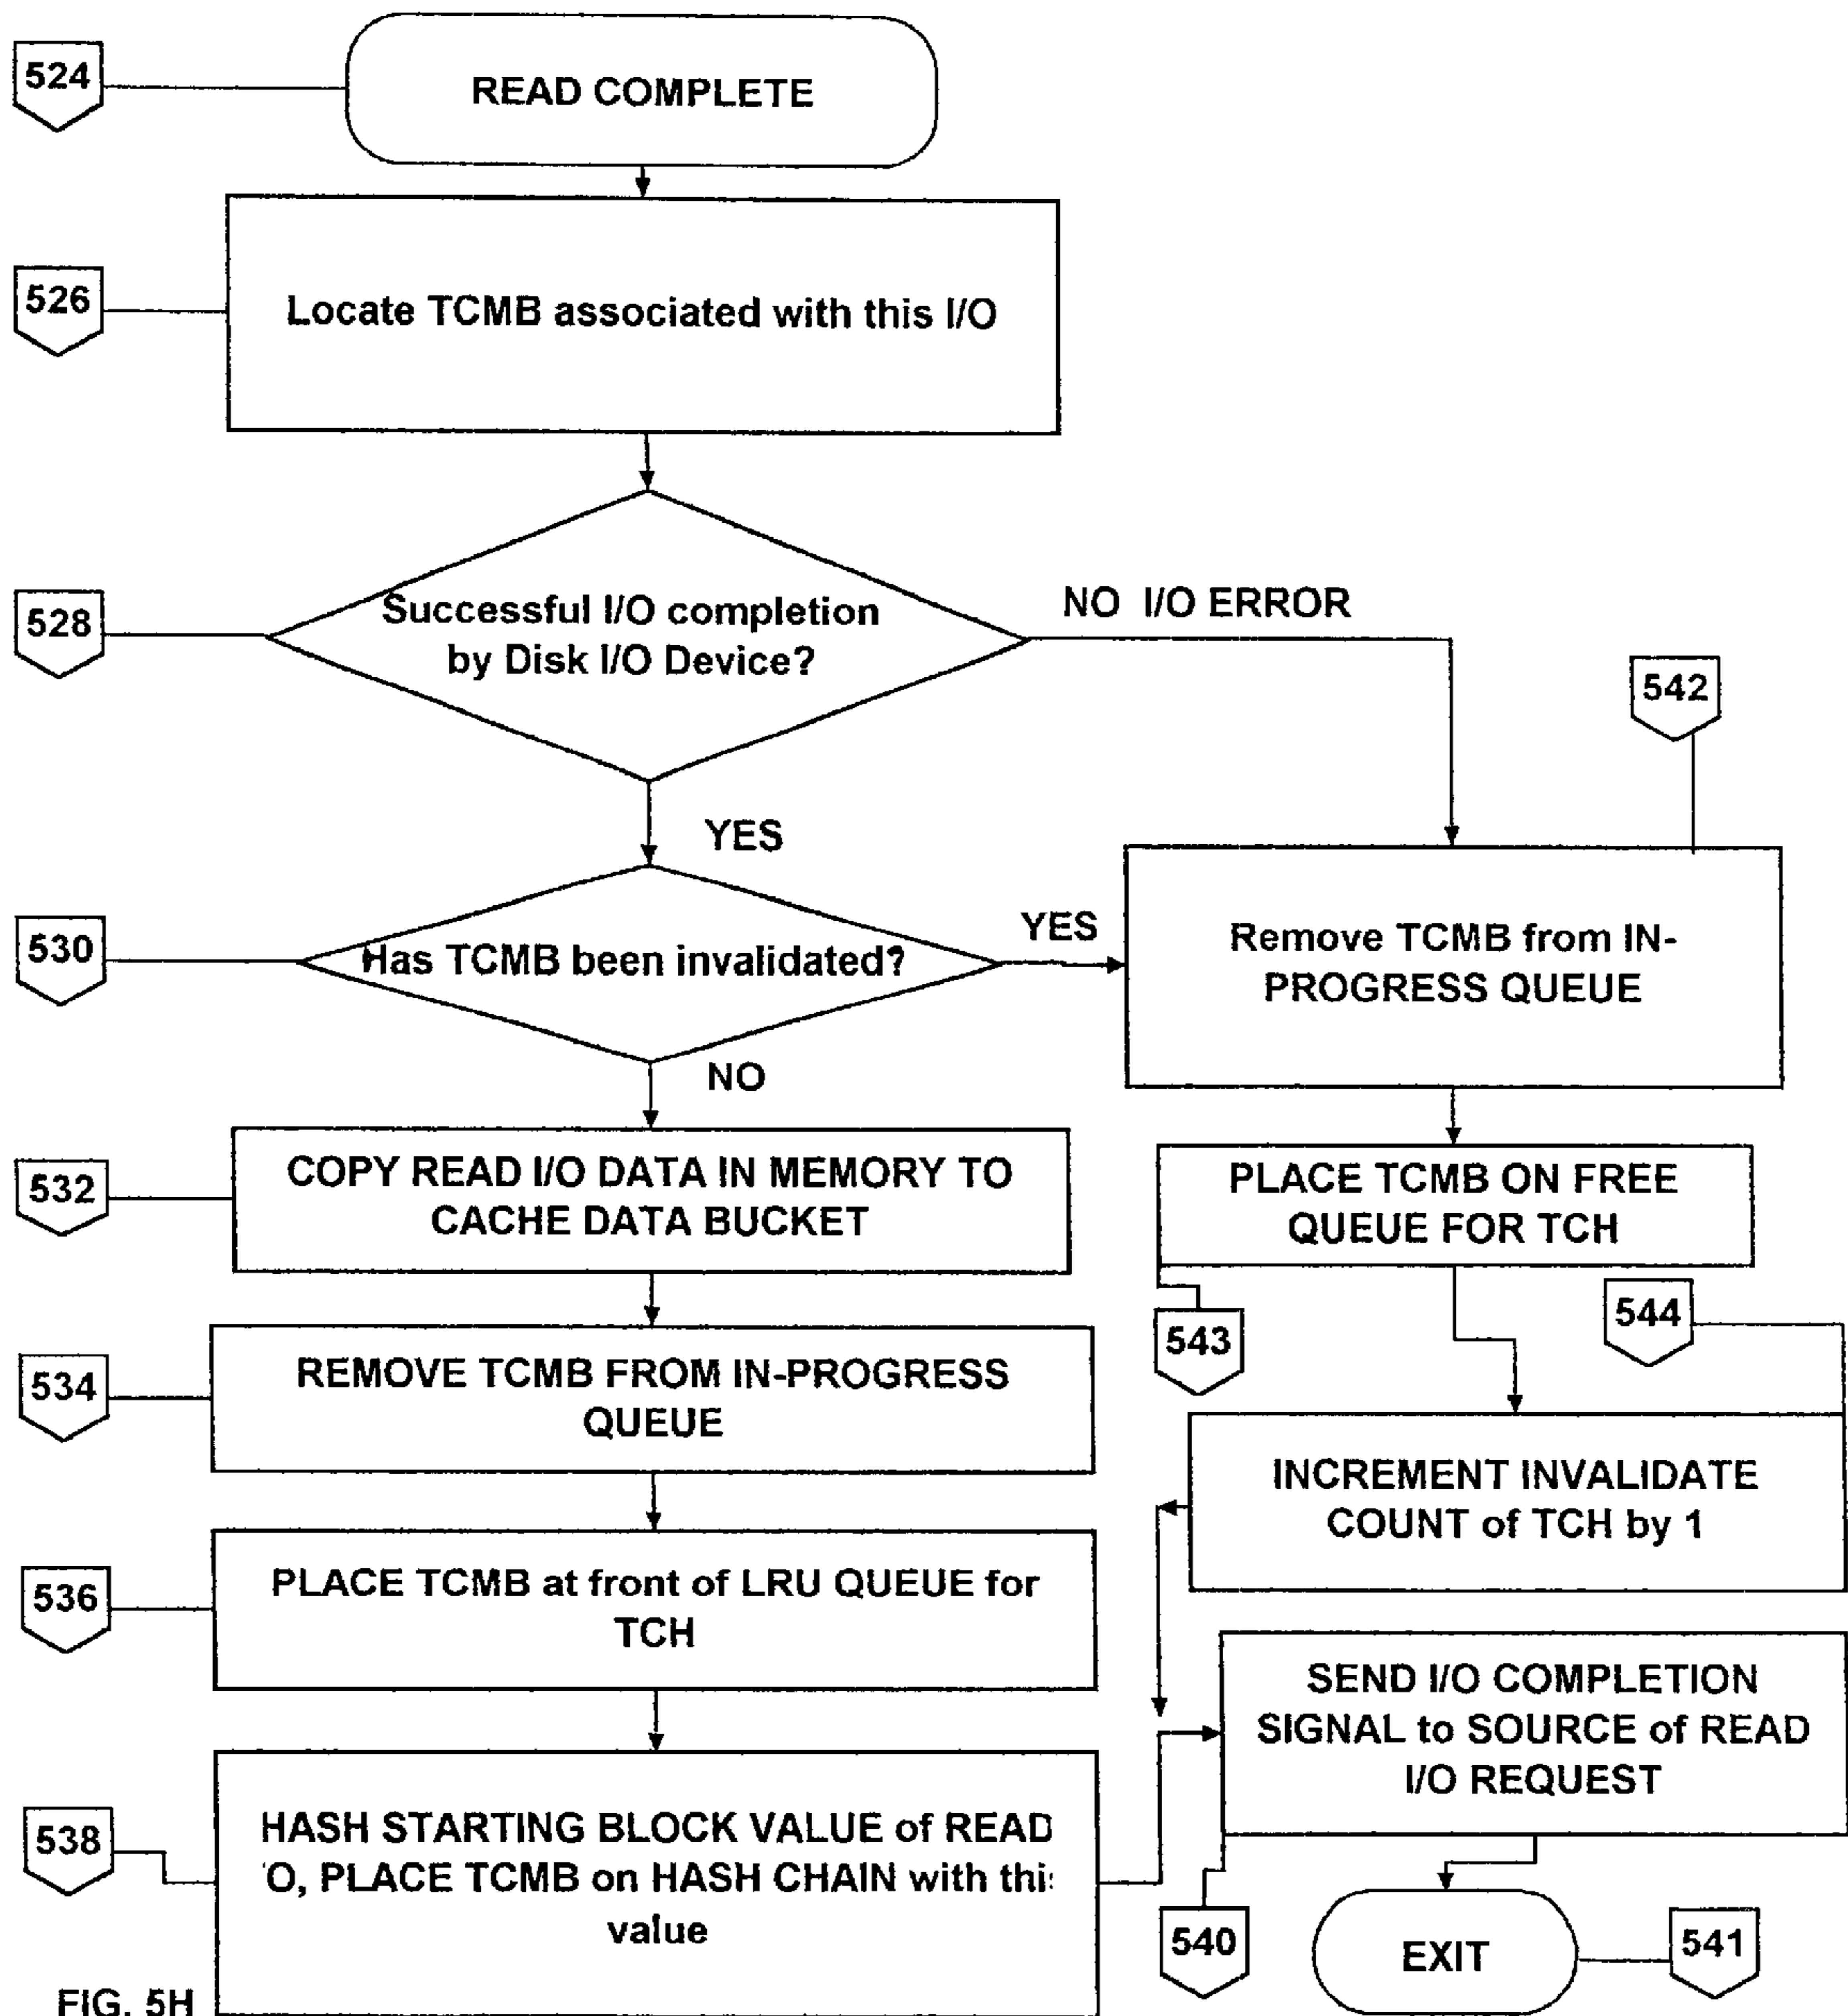 524
READ COMPLETE
526
Locate TCMB associated with this I/O
528
Successful I/O completion
by Disk I/O Device?
NO I/O ERROR
542
YES
530
Has TCMB been invalidated?
YES
Remove TCMB from IN-
PROGRESS QUEUE
NO
532
COPY READ I/O DATA IN MEMORY TO
CACHE DATA BUCKET
PLACE TCMB ON FREE
QUEUE FOR TCH
543
544
534
REMOVE TCMB FROM IN-PROGRESS
QUEUE
INCREMENT INVALIDATE
COUNT of TCH by 1
536
PLACE TCMB at front of LRU QUEUE for
TCH
SEND I/O COMPLETION
SIGNAL to SOURCE of READ
I/O REQUEST
538
HASH STARTING BLOCK VALUE of READ
O, PLACE TCMB on HASH CHAIN with this
value
540
EXIT
541
FIG. 5H